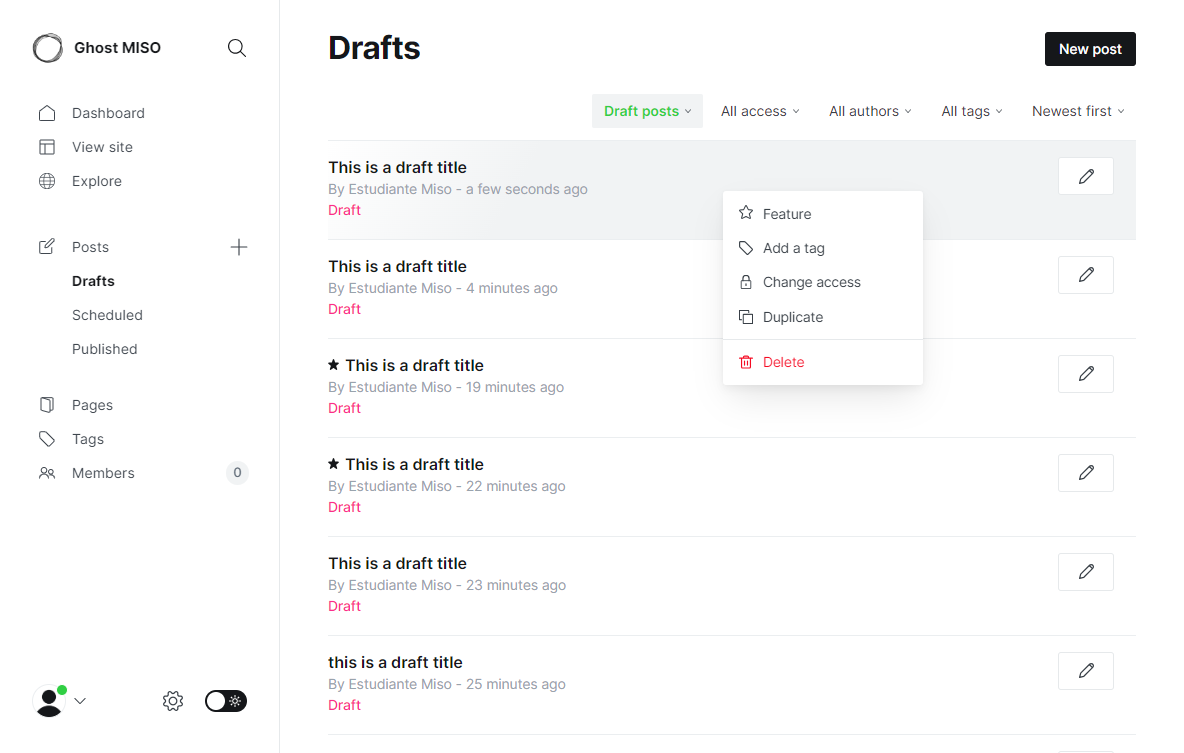 Ghost MISO
Dashboard
View site
Explore
Posts
Drafts
Scheduled
Published
Pages
Tags
Members 0
Drafts
New post
Draft posts All access All authors All tags Newest first
This is a draft title
By Estudiante Miso - a few seconds ago
Draft
This is a draft title
By Estudiante Miso - 4 minutes ago
Draft
This is a draft title
By Estudiante Miso - 19 minutes ago
Draft
This is a draft title
By Estudiante Miso - 22 minutes ago
Draft
This is a draft title
By Estudiante Miso - 23 minutes ago
Draft
this is a draft title
By Estudiante Miso - 25 minutes ago
Draft
Feature
Add a tag
Change access
Duplicate
Delete